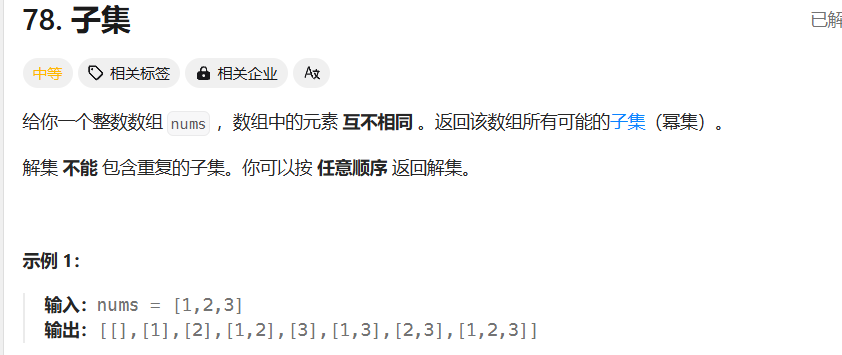 78. 子集
已解
中等
相关标签
相关企业
给你一个整数数组 nums ，数组中的元素 互不相同 。返回该数组所有可能的子集（幂集）。
解集 不能 包含重复的子集。你可以按 任意顺序 返回解集。
示例 1：
输入：nums = [1,2,3]
输出：[[],[1],[2],[1,2],[3],[1,3],[2,3],[1,2,3]]